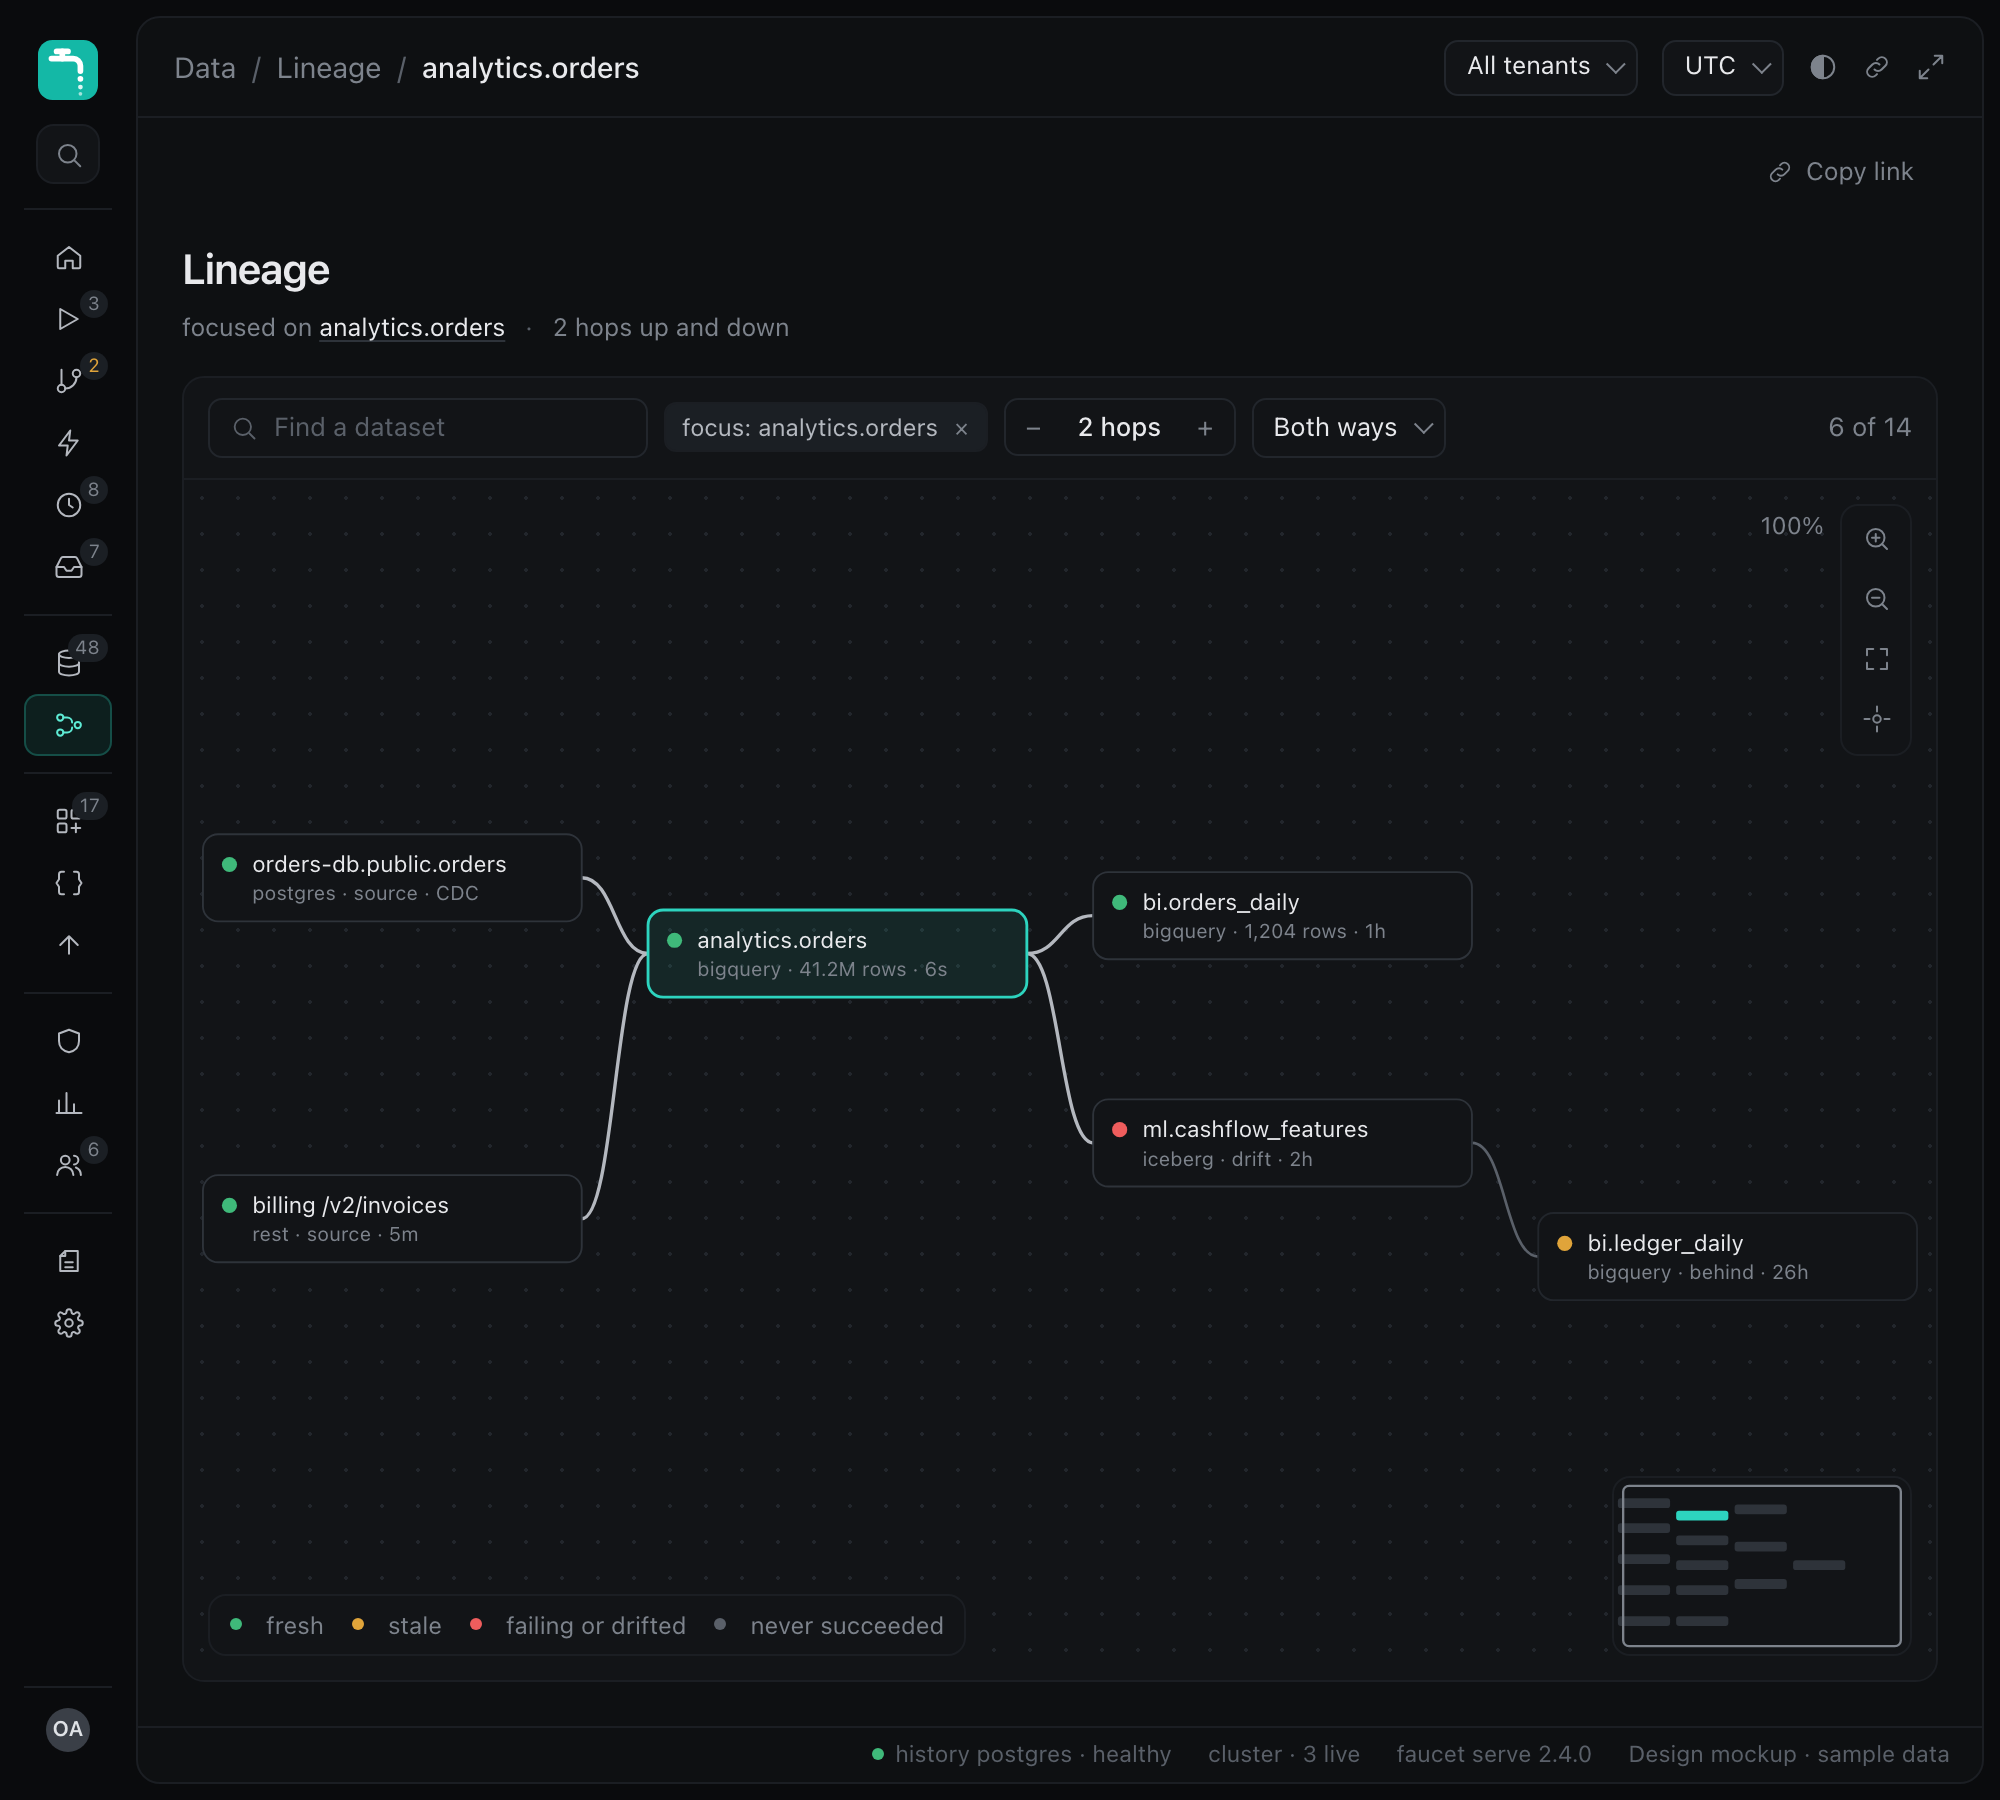 Data / Lineage / analytics.orders
All tenants
UTC
Copy link
3
2
8
7
48
17
6
OA
Lineage
focused on analytics.orders · 2 hops up and down
Find a dataset
focus: analytics.orders ×
− 2 hops +
Both ways
6 of 14
100%
orders-db.public.orders
postgres · source · CDC
analytics.orders
bigquery · 41.2M rows · 6s
bi.orders_daily
bigquery · 1,204 rows · 1h
ml.cashflow_features
iceberg · drift · 2h
billing /v2/invoices
rest · source · 5m
bi.ledger_daily
bigquery · behind · 26h
fresh
stale
failing or drifted
never succeeded
history postgres · healthy
cluster · 3 live
faucet serve 2.4.0
Design mockup · sample data